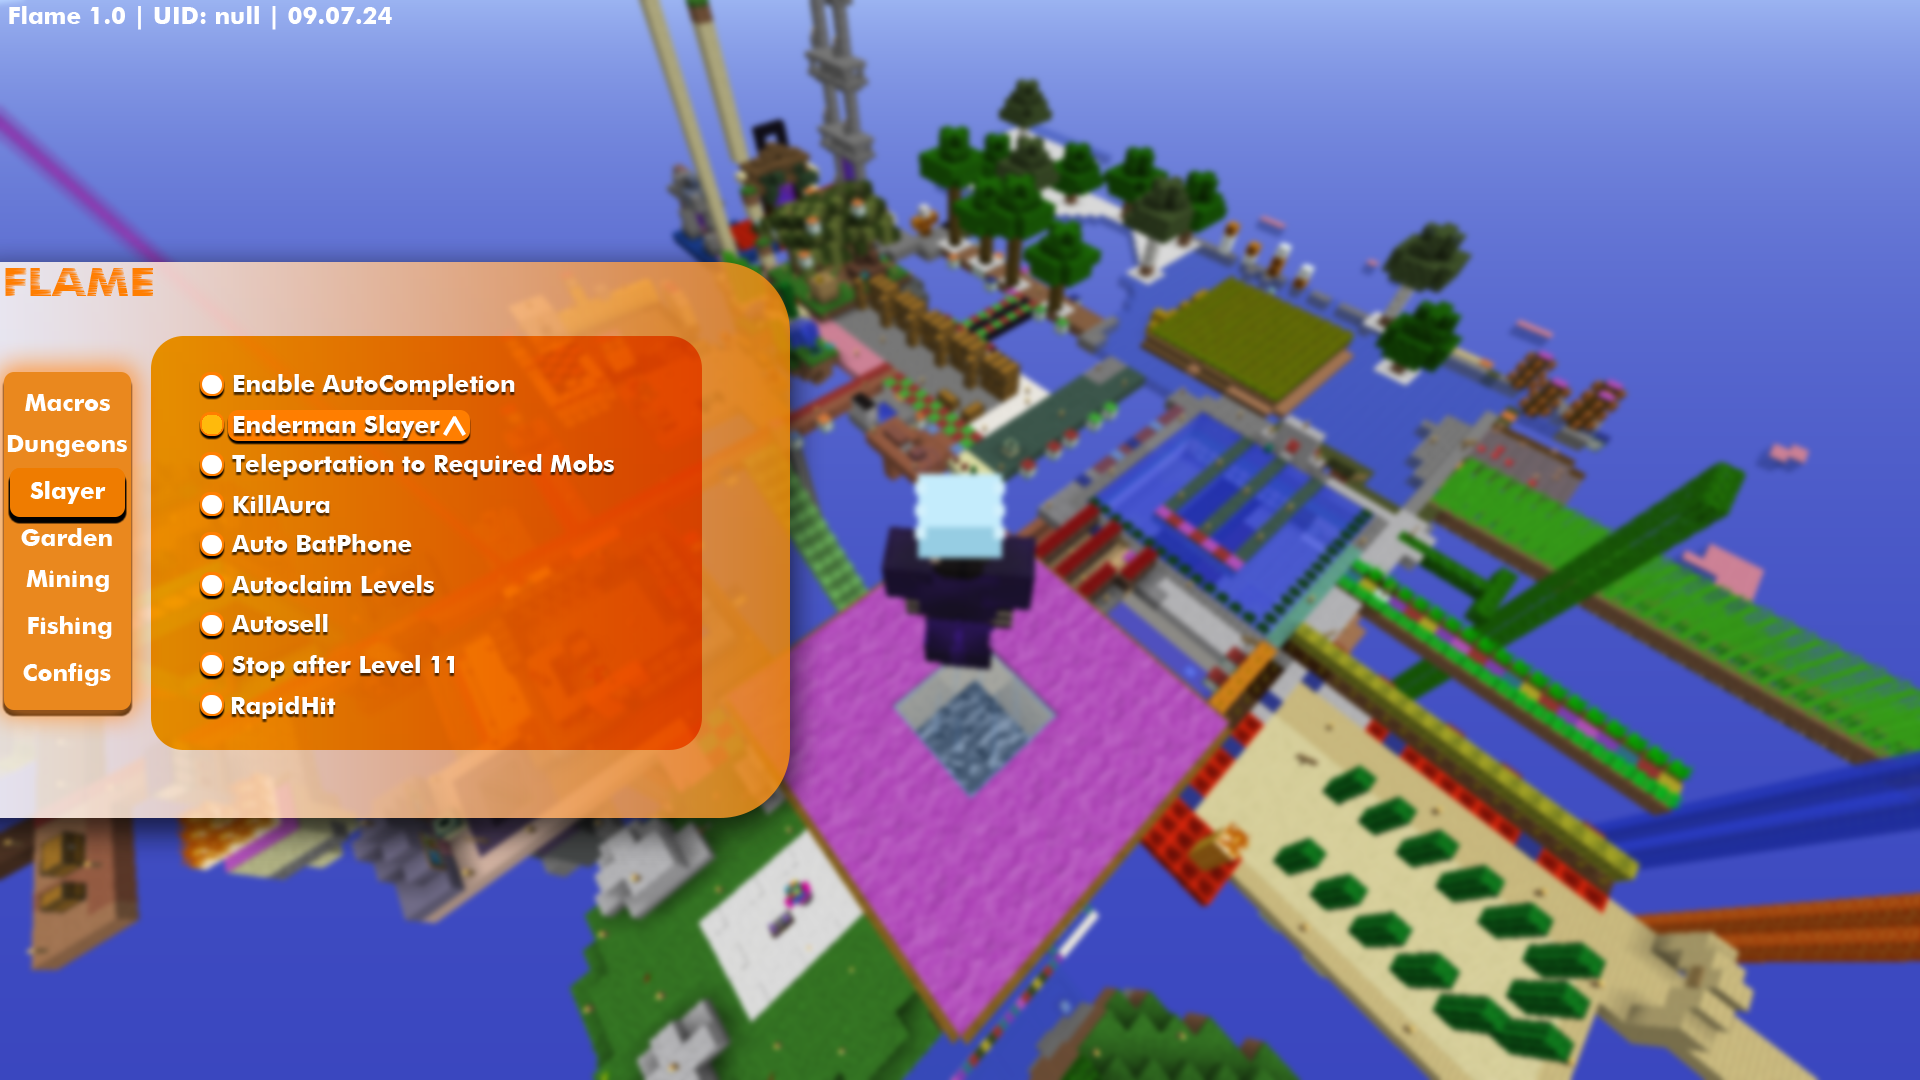 Flame 1.0 | UID: null | 09.07.24
FLAME
Macros
Dungeons
Slayer
Garden
Mining
Fishing
Configs
Enable AutoCompletion
Enderman Slayer
Teleportation to Required Mobs
KillAura
Auto BatPhone
Autoclaim Levels
Autosell
Stop after Level 11
RapidHit